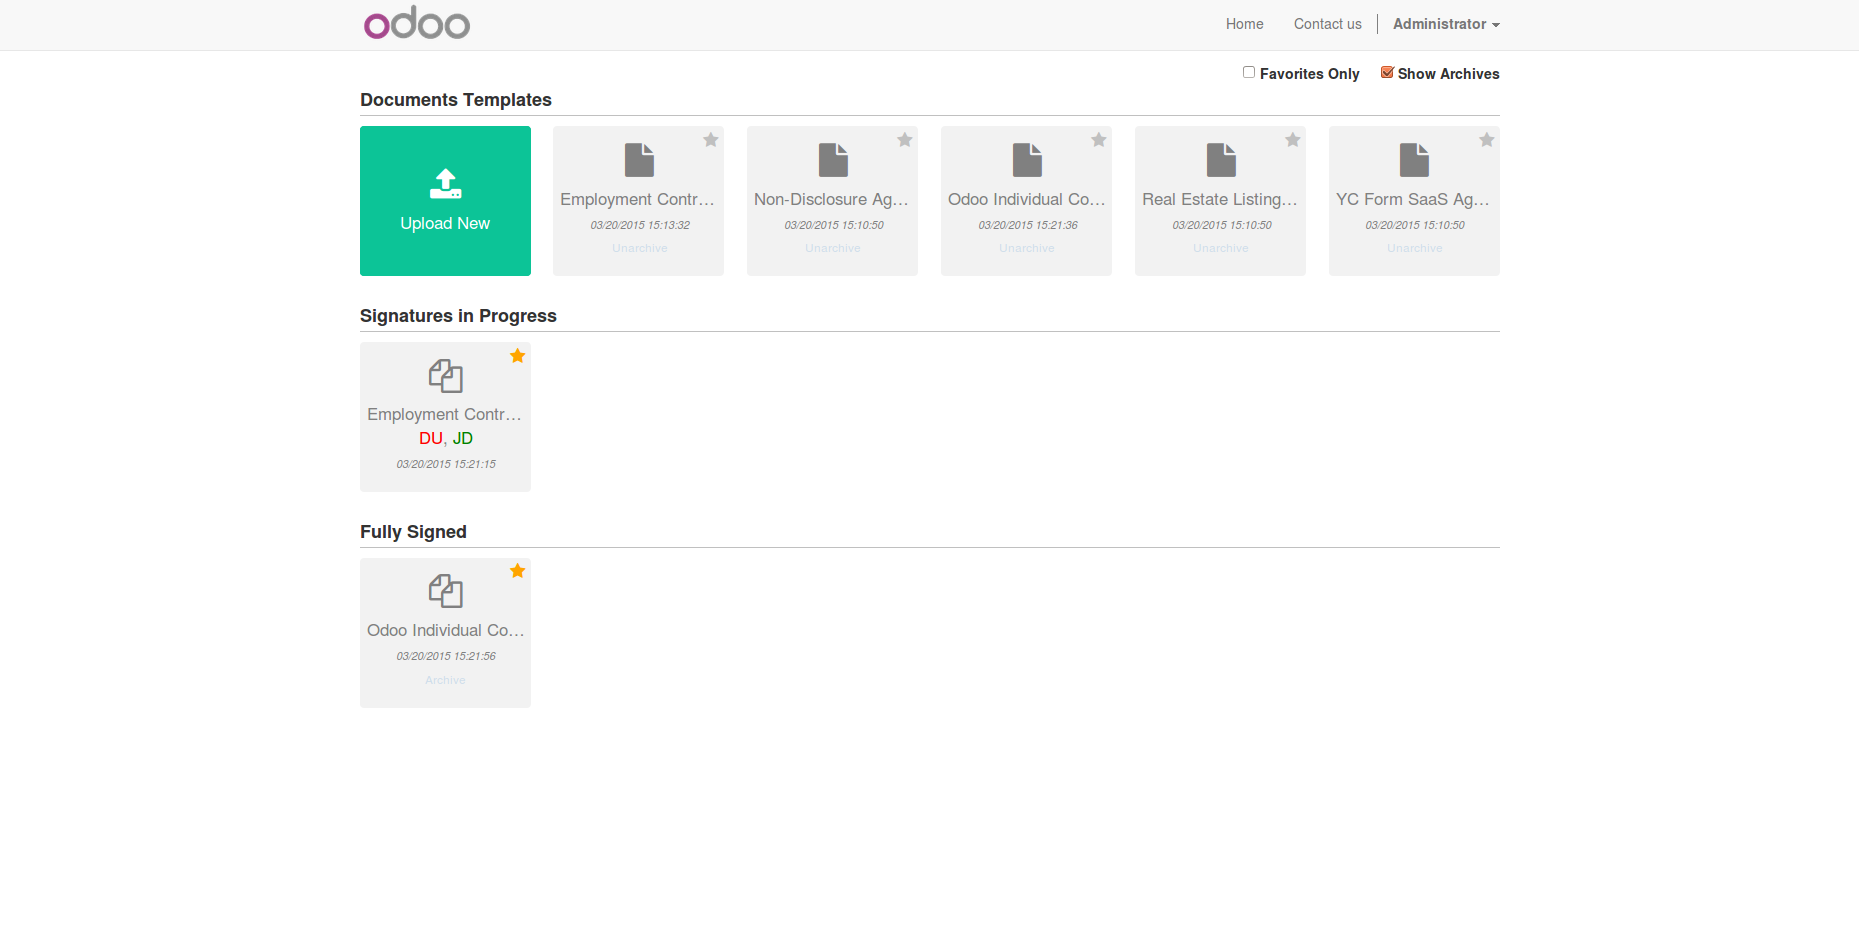 odoo
Home Contact us Administrator
Favorites Only Show Archives
Documents Templates
Upload New
Employment Contr…
03/20/2015 15:13:32
Unarchive
Non-Disclosure Ag…
03/20/2015 15:10:50
Unarchive
Odoo Individual Co…
03/20/2015 15:21:36
Unarchive
Real Estate Listing…
03/20/2015 15:10:50
Unarchive
YC Form SaaS Ag…
03/20/2015 15:10:50
Unarchive
Signatures in Progress
Employment Contr…
DU, JD
03/20/2015 15:21:15
Fully Signed
Odoo Individual Co…
03/20/2015 15:21:56
Archive